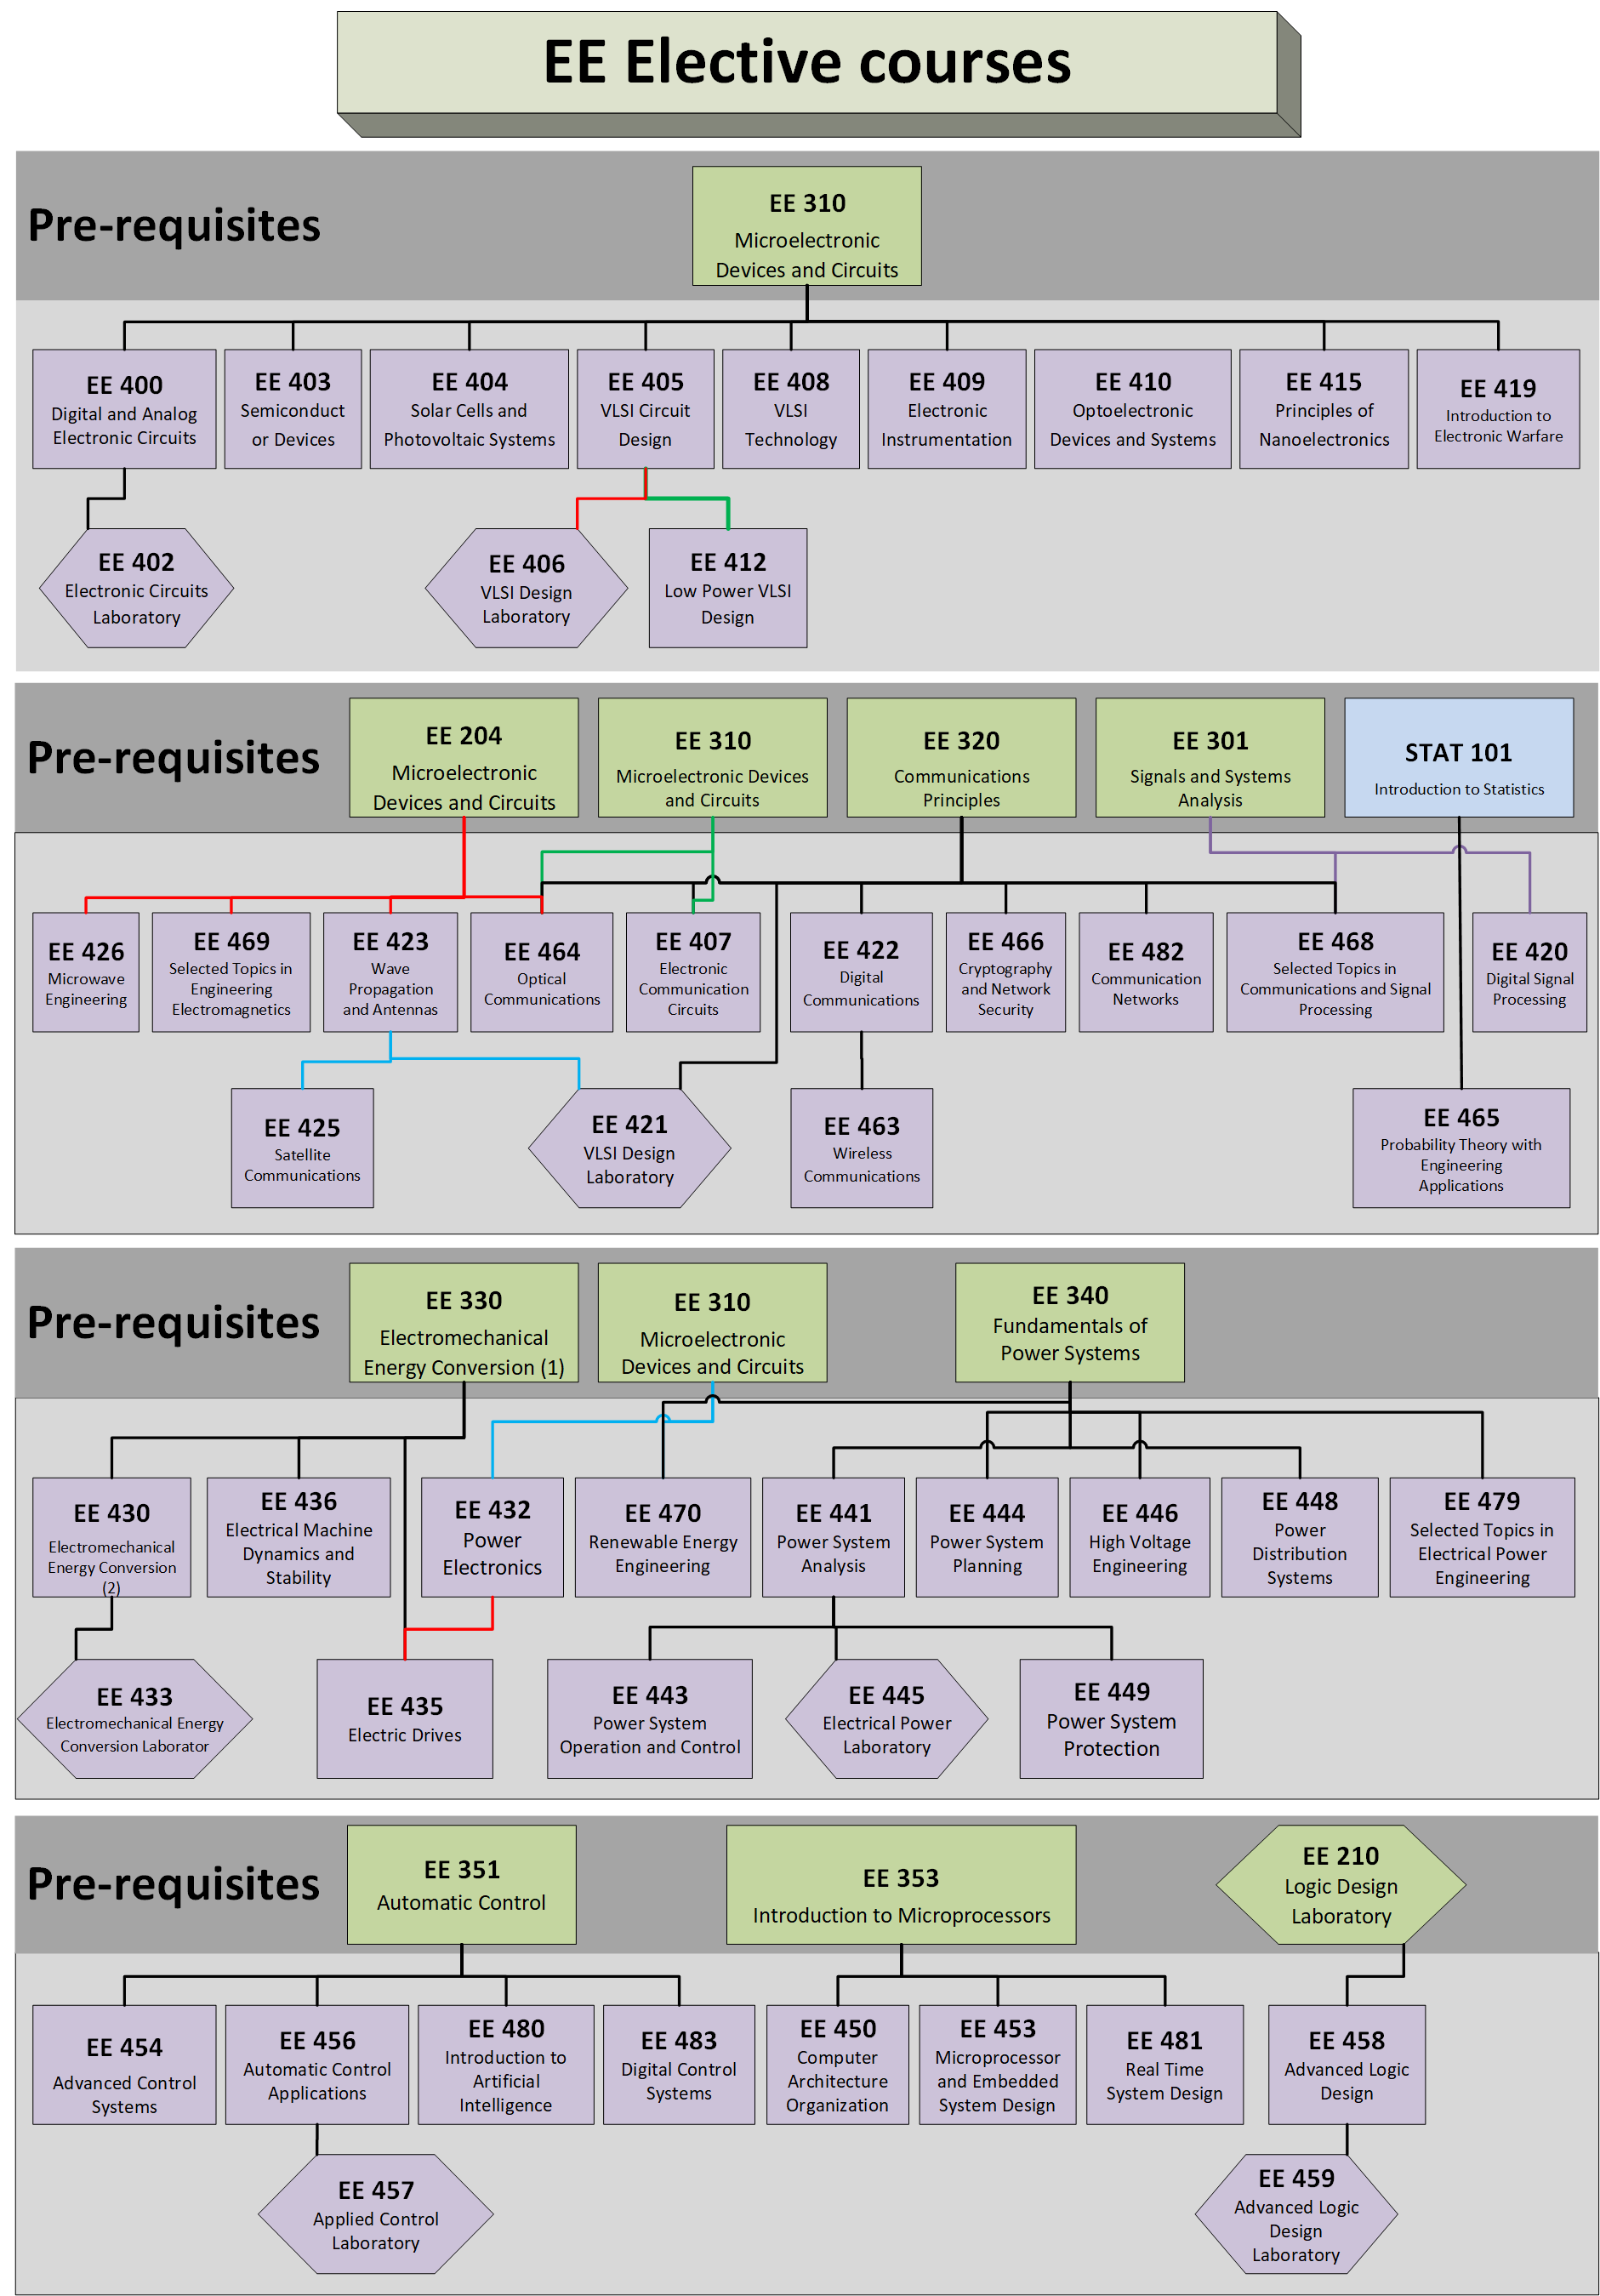 EE Elective courses
Pre-requisites
EE 310
Microelectronic
Devices and Circuits
EE 400
Digital and Analog
Electronic Circuits
EE 403
Semiconduct
or Devices
EE 404
Solar Cells and
Photovoltaic Systems
EE 405
VLSI Circuit
Design
EE 408
VLSI
Technology
EE 409
Electronic
Instrumentation
EE 410
Optoelectronic
Devices and Systems
EE 415
Principles of
Nanoelectronics
EE 419
Introduction to
Electronic Warfare
EE 402
Electronic Circuits
Laboratory
EE 406
VLSI Design
Laboratory
EE 412
Low Power VLSI
Design
Pre-requisites
EE 204
Microelectronic
Devices and Circuits
EE 310
Microelectronic Devices
and Circuits
EE 320
Communications
Principles
EE 301
Signals and Systems
Analysis
STAT 101
Introduction to Statistics
EE 426
Microwave
Engineering
EE 469
Selected Topics in
Engineering
Electromagnetics
EE 423
Wave
Propagation
and Antennas
EE 464
Optical
Communications
EE 407
Electronic
Communication
Circuits
EE 422
Digital
Communications
EE 466
Cryptography
and Network
Security
EE 482
Communication
Networks
EE 468
Selected Topics in
Communications and Signal
Processing
EE 420
Digital Signal
Processing
EE 425
Satellite
Communications
EE 421
VLSI Design
Laboratory
EE 463
Wireless
Communications
EE 465
Probability Theory with
Engineering
Applications
Pre-requisites
EE 330
Electromechanical
Energy Conversion (1)
EE 310
Microelectronic
Devices and Circuits
EE 340
Fundamentals of
Power Systems
EE 430
Electromechanical
Energy Conversion
(2)
EE 436
Electrical Machine
Dynamics and
Stability
EE 432
Power
Electronics
EE 470
Renewable Energy
Engineering
EE 441
Power System
Analysis
EE 444
Power System
Planning
EE 446
High Voltage
Engineering
EE 448
Power
Distribution
Systems
EE 479
Selected Topics in
Electrical Power
Engineering
EE 433
Electromechanical Energy
Conversion Laborator
EE 435
Electric Drives
EE 443
Power System
Operation and Control
EE 445
Electrical Power
Laboratory
EE 449
Power System
Protection
Pre-requisites
EE 351
Automatic Control
EE 353
Introduction to Microprocessors
EE 210
Logic Design
Laboratory
EE 454
Advanced Control
Systems
EE 456
Automatic Control
Applications
EE 480
Introduction to
Artificial
Intelligence
EE 483
Digital Control
Systems
EE 450
Computer
Architecture
Organization
EE 453
Microprocessor
and Embedded
System Design
EE 481
Real Time
System Design
EE 458
Advanced Logic
Design
EE 457
Applied Control
Laboratory
EE 459
Advanced Logic
Design
Laboratory